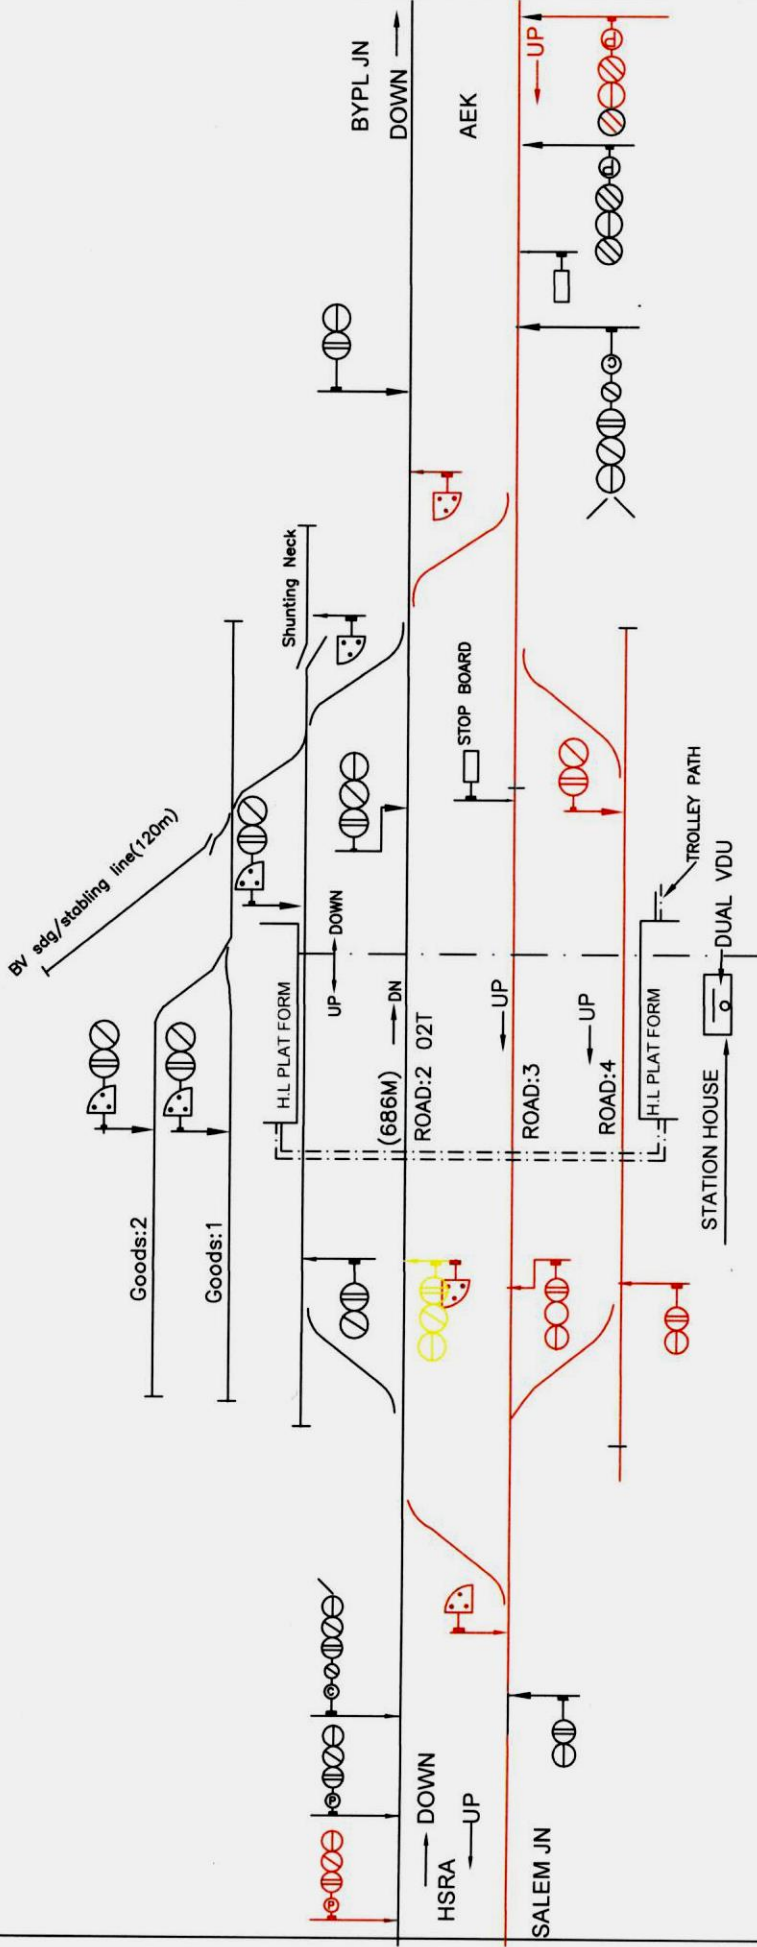 BYPL JN
DOWN
AEK
UP
Shunting Neck
BV sdg/stabling line(120m)
STOP BOARD
TROLLEY PATH
DUAL VDU
H.L PLAT FORM
UP
DOWN
(686M)
DN
ROAD:2 02T
UP
ROAD:3
UP
ROAD:4
H.L PLAT FORM
STATION HOUSE
Goods:2
Goods:1
DOWN
HSRA
UP
SALEM JN
P
P
C
C
d
d